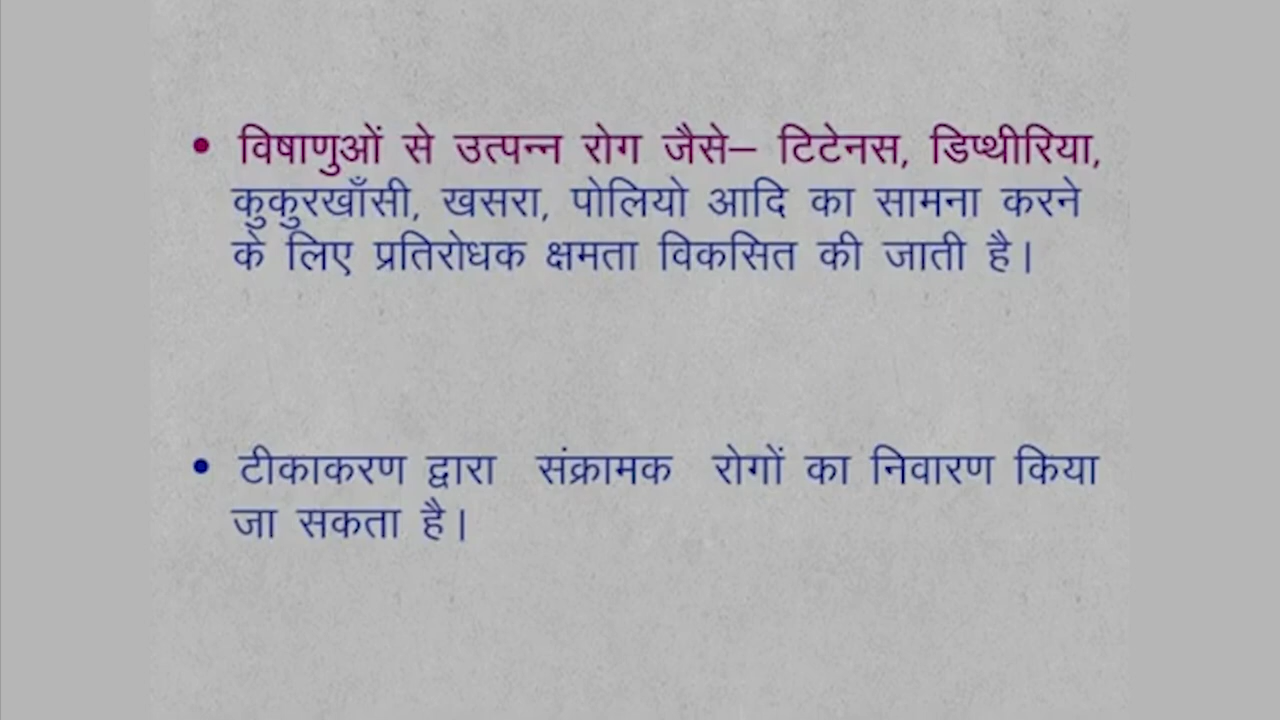 • विषाणुओं से उत्पन्न रोग जैसे– टिटेनस, डिप्थीरिया,
कुकुरखाँसी, खसरा, पोलियो आदि का सामना करने
के लिए प्रतिरोधक क्षमता विकसित की जाती है।
• टीकाकरण द्वारा संक्रामक रोगों का निवारण किया
जा सकता है।